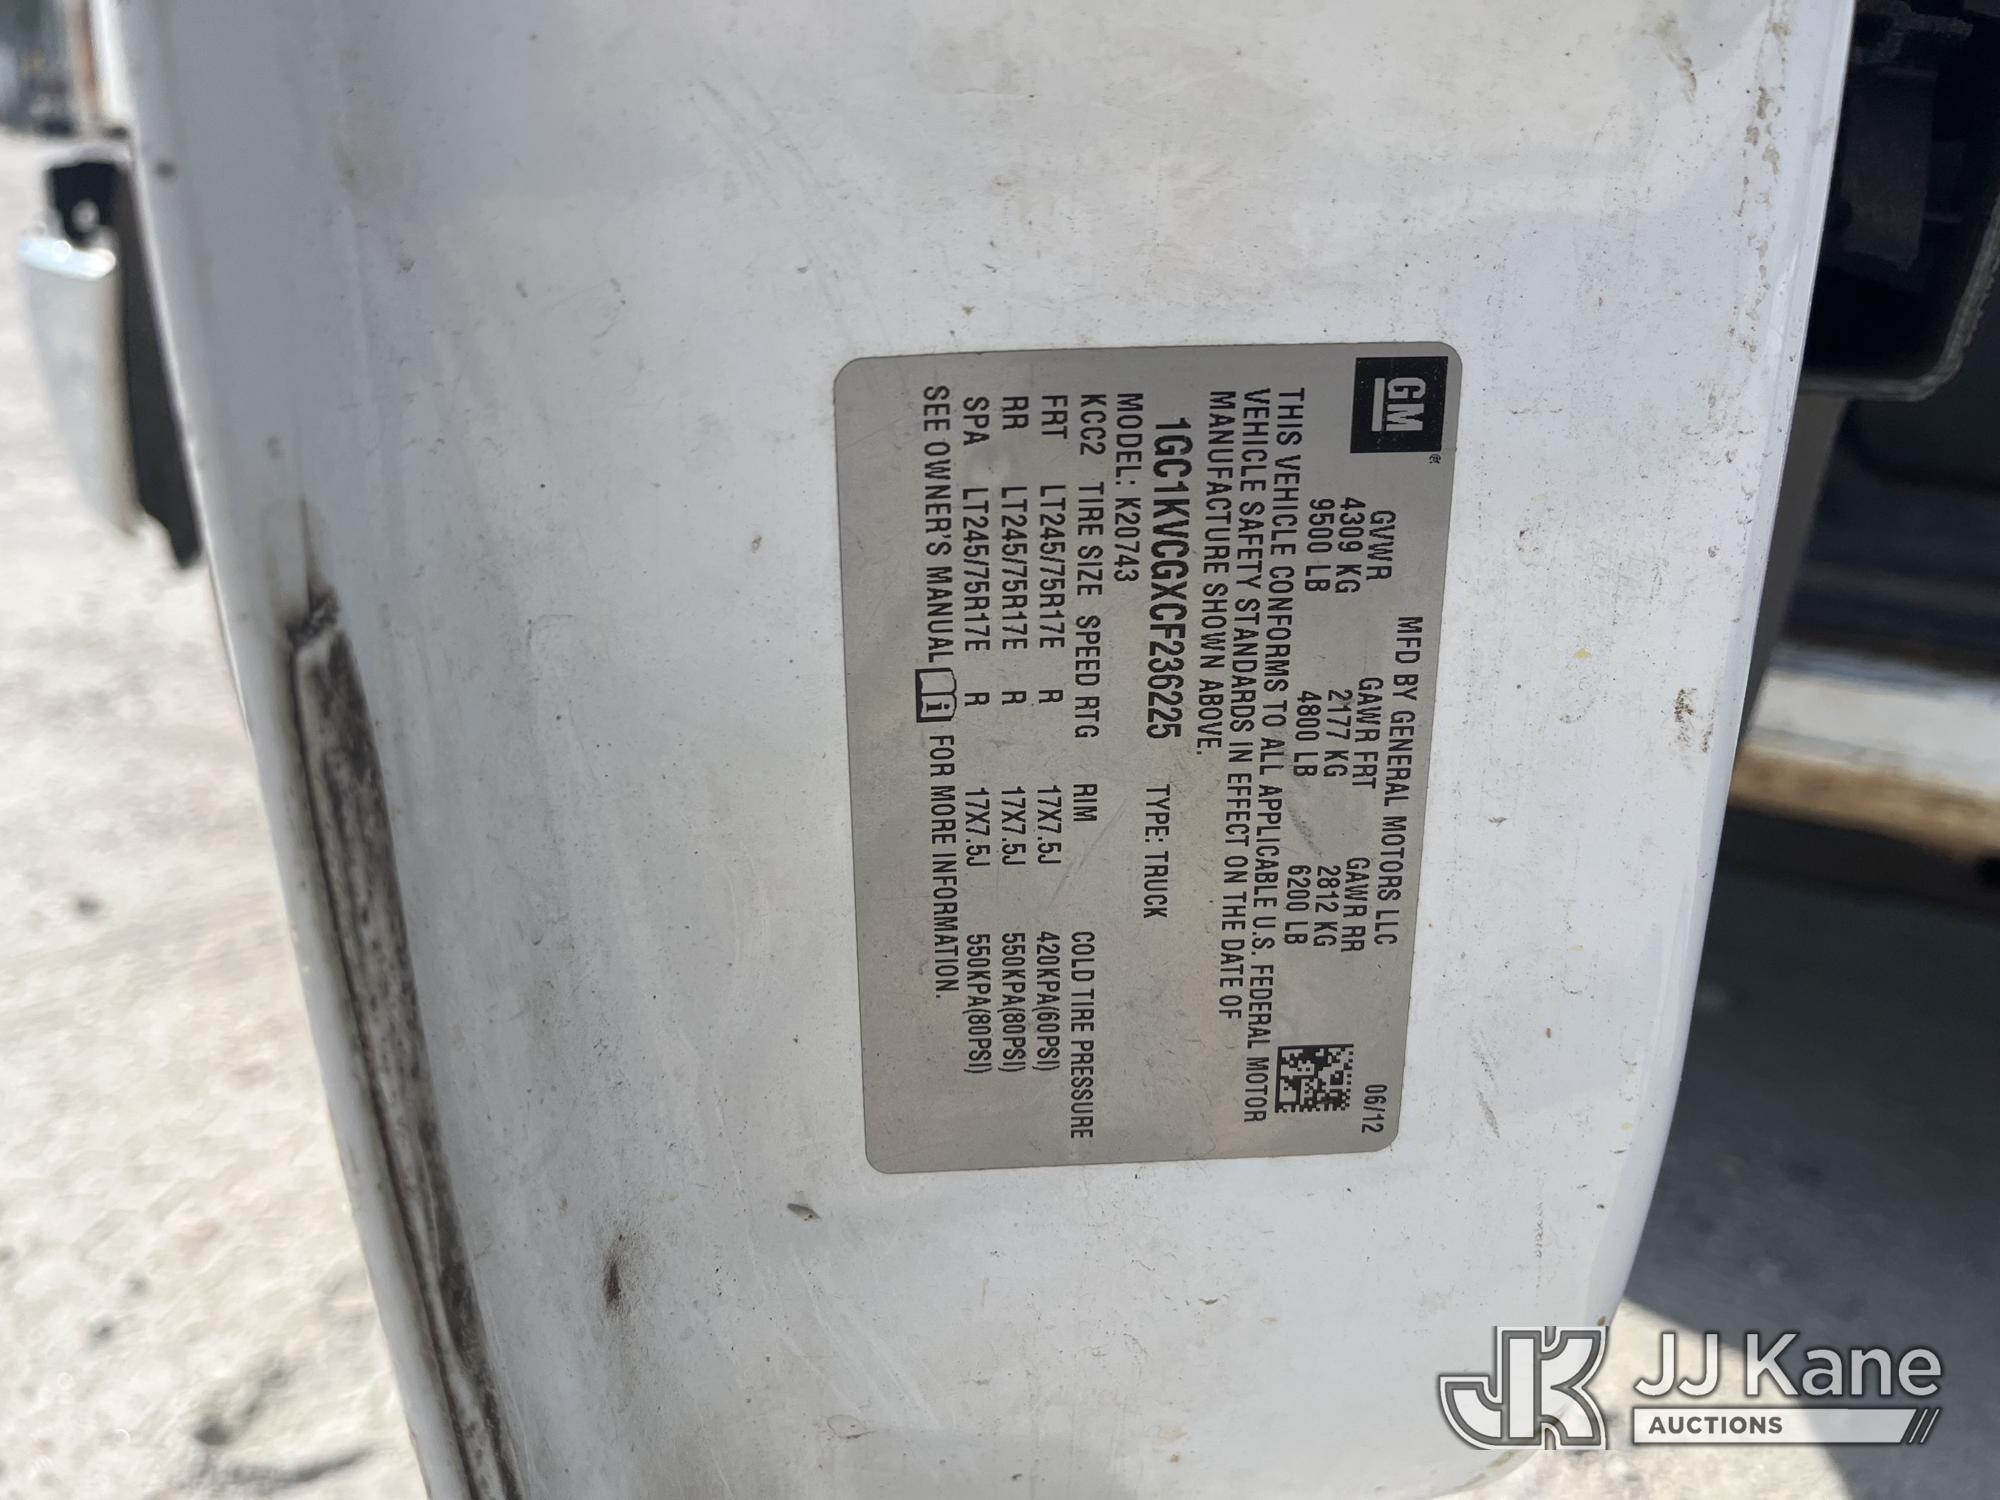 GM®
MFD BY GENERAL MOTORS LLC 06/12
GVWR GAWR FRT GAWR RR
4309 KG 2177 KG 2812 KG
9500 LB 4800 LB 6200 LB
THIS VEHICLE CONFORMS TO ALL APPLICABLE U.S. FEDERAL MOTOR
VEHICLE SAFETY STANDARDS IN EFFECT ON THE DATE OF
MANUFACTURE SHOWN ABOVE.
1GC1KVCGXCF236225 TYPE: TRUCK
MODEL: K20743
KCC2 TIRE SIZE SPEED RTG RIM COLD TIRE PRESSURE
FRT LT245/75R17E R 17X7.5J 420KPA(60PSI)
RR LT245/75R17E R 17X7.5J 550KPA(80PSI)
SPA LT245/75R17E R 17X7.5J 550KPA(80PSI)
SEE OWNER'S MANUAL i FOR MORE INFORMATION.
JK JJ Kane
AUCTIONS